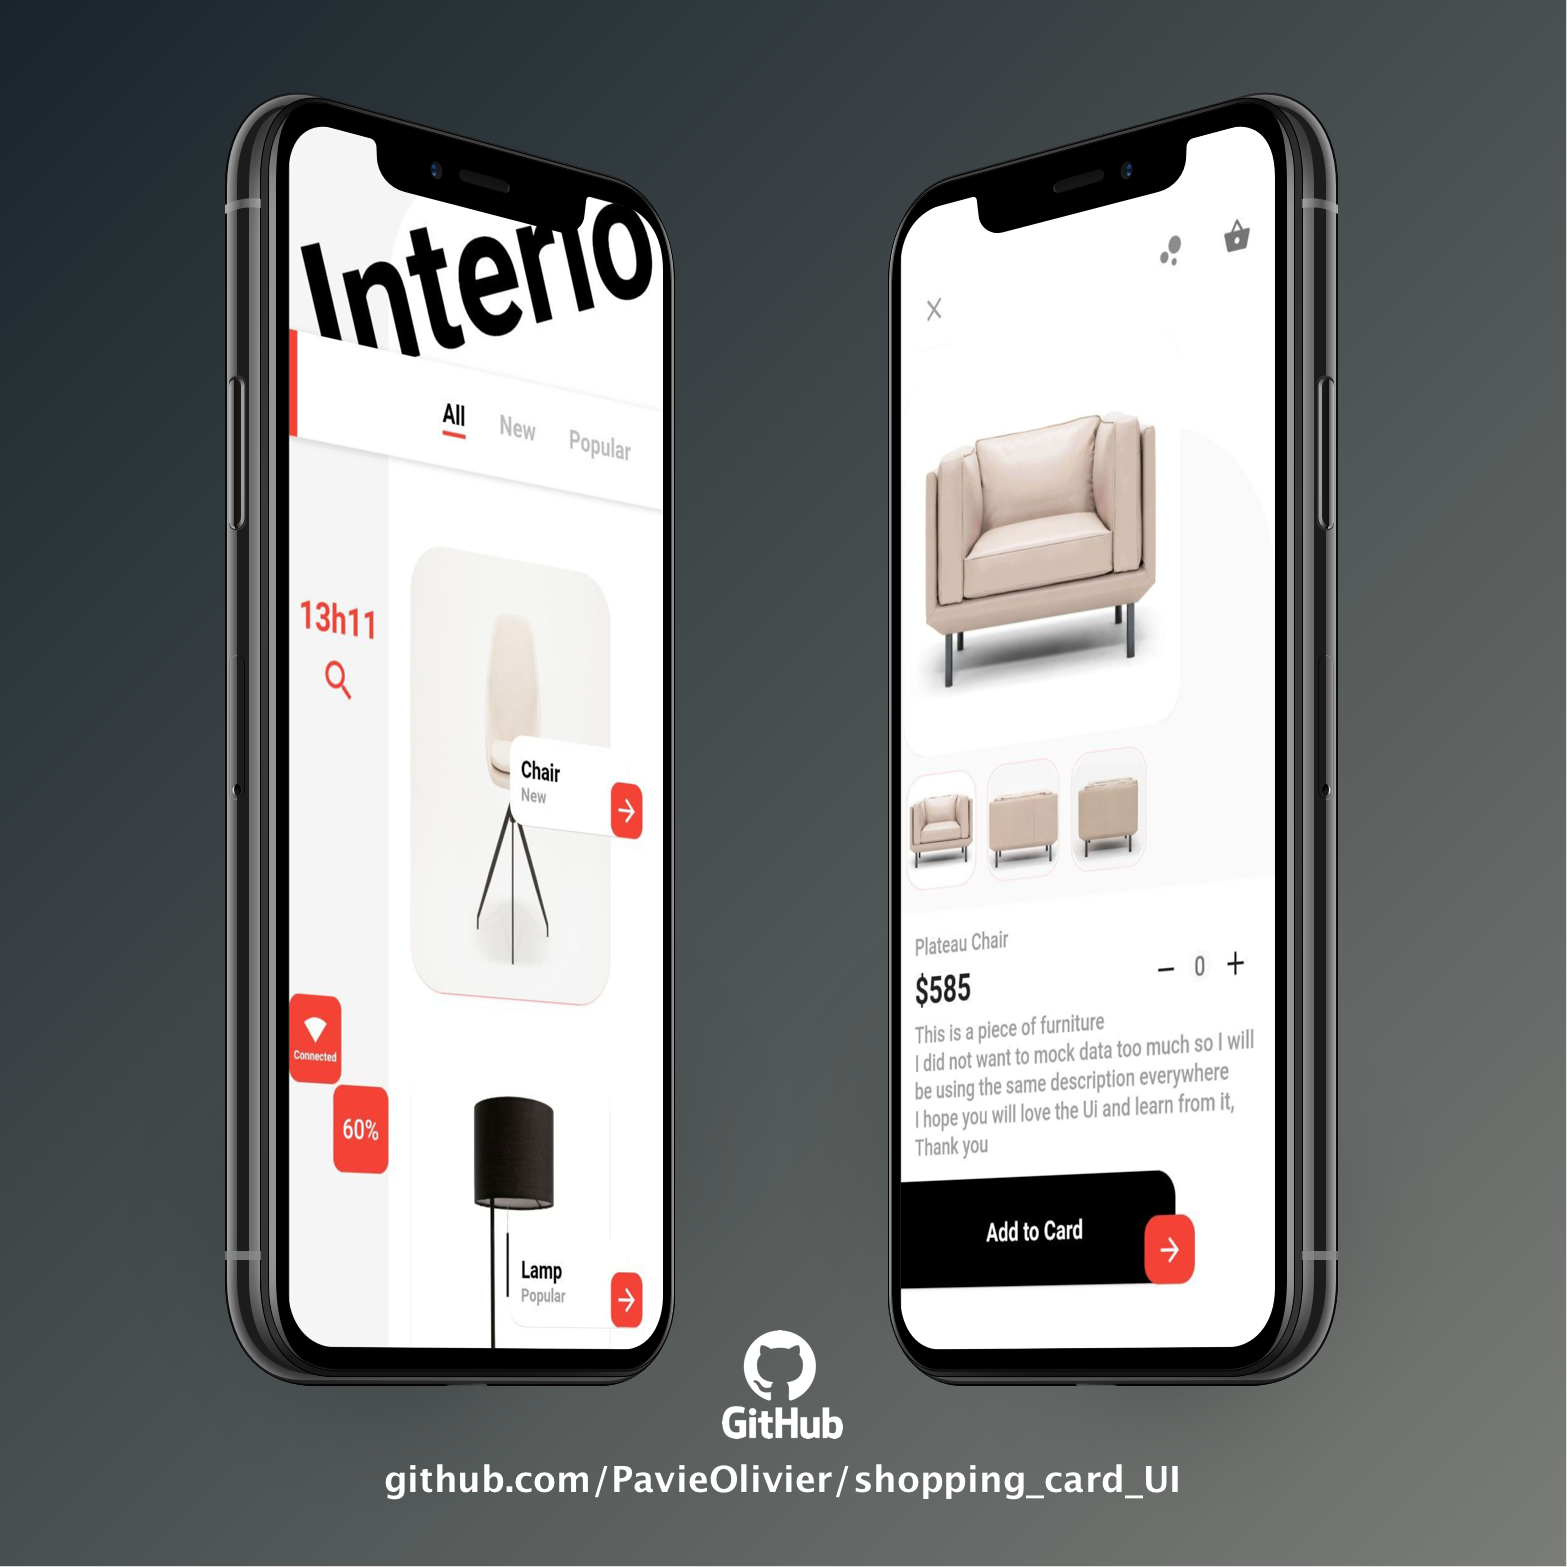 Interio
All New Popular
13h11
Chair
New
Connected
60%
Lamp
Popular
Plateau Chair
$585
- 0 +
This is a piece of furniture
I did not want to mock data too much so I will
be using the same description everywhere
I hope you will love the Ui and learn from it,
Thank you
Add to Card
GitHub
github.com/PavieOlivier/shopping_card_UI